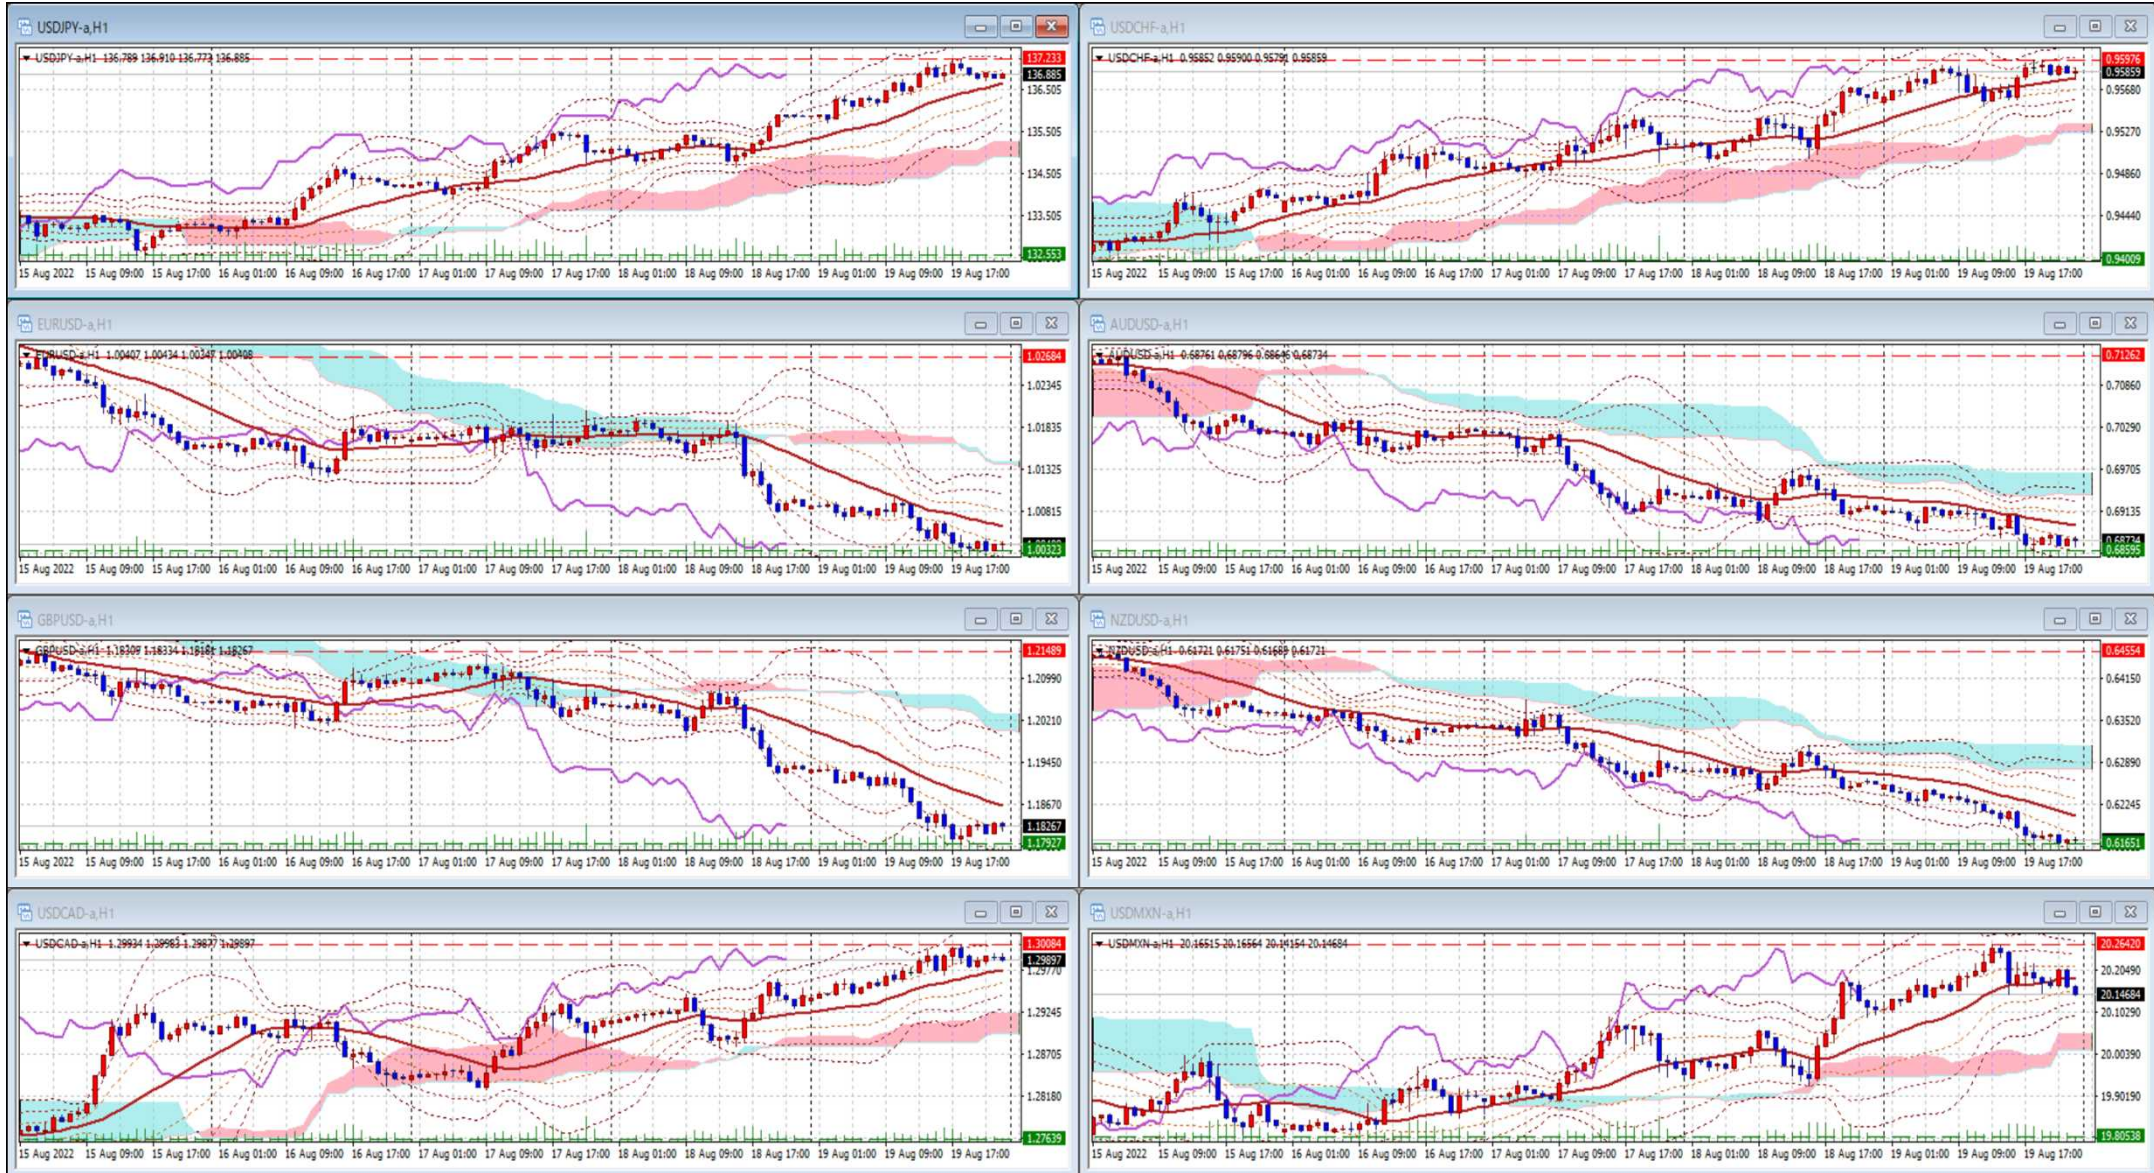 USDJPY-a,H1
USDJPY-a,H1 136.789 136.910 136.773 136.885
137.233
136.885
136.505
135.505
134.505
133.505
132.553
15 Aug 2022 15 Aug 09:00 15 Aug 17:00 16 Aug 01:00 16 Aug 09:00 16 Aug 17:00 17 Aug 01:00 17 Aug 09:00 17 Aug 17:00 18 Aug 01:00 18 Aug 09:00 18 Aug 17:00 19 Aug 01:00 19 Aug 09:00 19 Aug 17:00
USDCHF-a,H1
USDCHF-a,H1 0.95852 0.95900 0.95791 0.95859
0.95976
0.95859
0.95680
0.95270
0.94860
0.94440
0.94009
15 Aug 2022 15 Aug 09:00 15 Aug 17:00 16 Aug 01:00 16 Aug 09:00 16 Aug 17:00 17 Aug 01:00 17 Aug 09:00 17 Aug 17:00 18 Aug 01:00 18 Aug 09:00 18 Aug 17:00 19 Aug 01:00 19 Aug 09:00 19 Aug 17:00
EURUSD-a,H1
EURUSD-a,H1 1.00407 1.00434 1.00347 1.00408
1.02684
1.02345
1.01835
1.01325
1.00815
1.00323
15 Aug 2022 15 Aug 09:00 15 Aug 17:00 16 Aug 01:00 16 Aug 09:00 16 Aug 17:00 17 Aug 01:00 17 Aug 09:00 17 Aug 17:00 18 Aug 01:00 18 Aug 09:00 18 Aug 17:00 19 Aug 01:00 19 Aug 09:00 19 Aug 17:00
AUDUSD-a,H1
AUDUSD-a,H1 0.68761 0.68796 0.68734
0.71262
0.70860
0.70290
0.69705
0.69135
0.68734
0.68595
15 Aug 2022 15 Aug 09:00 15 Aug 17:00 16 Aug 01:00 16 Aug 09:00 16 Aug 17:00 17 Aug 01:00 17 Aug 09:00 17 Aug 17:00 18 Aug 01:00 18 Aug 09:00 18 Aug 17:00 19 Aug 01:00 19 Aug 09:00 19 Aug 17:00
GBPUSD-a,H1
GBPUSD-a,H1 1.18309 1.18334 1.18181 1.18267
1.21489
1.20990
1.20210
1.19450
1.18670
1.18267
1.17927
15 Aug 2022 15 Aug 09:00 15 Aug 17:00 16 Aug 01:00 16 Aug 09:00 16 Aug 17:00 17 Aug 01:00 17 Aug 09:00 17 Aug 17:00 18 Aug 01:00 18 Aug 09:00 18 Aug 17:00 19 Aug 01:00 19 Aug 09:00 19 Aug 17:00
NZDUSD-a,H1
NZDUSD-a,H1 0.61721 0.61751 0.61689 0.61721
0.64554
0.64150
0.63520
0.62890
0.62245
0.61651
15 Aug 2022 15 Aug 09:00 15 Aug 17:00 16 Aug 01:00 16 Aug 09:00 16 Aug 17:00 17 Aug 01:00 17 Aug 09:00 17 Aug 17:00 18 Aug 01:00 18 Aug 09:00 18 Aug 17:00 19 Aug 01:00 19 Aug 09:00 19 Aug 17:00
USDCAD-a,H1
USDCAD-a,H1 1.29934 1.29983 1.29877 1.29897
1.30084
1.29897
1.29770
1.29245
1.28705
1.28180
1.27639
15 Aug 2022 15 Aug 09:00 15 Aug 17:00 16 Aug 01:00 16 Aug 09:00 16 Aug 17:00 17 Aug 01:00 17 Aug 09:00 17 Aug 17:00 18 Aug 01:00 18 Aug 09:00 18 Aug 17:00 19 Aug 01:00 19 Aug 09:00 19 Aug 17:00
USDMXN-a,H1
USDMXN-a,H1 20.16515 20.16564 20.14154 20.14684
20.26420
20.20490
20.14684
20.10290
20.00390
19.90190
19.80538
15 Aug 2022 15 Aug 09:00 15 Aug 17:00 16 Aug 01:00 16 Aug 09:00 16 Aug 17:00 17 Aug 01:00 17 Aug 09:00 17 Aug 17:00 18 Aug 01:00 18 Aug 09:00 18 Aug 17:00 19 Aug 01:00 19 Aug 09:00 19 Aug 17:00